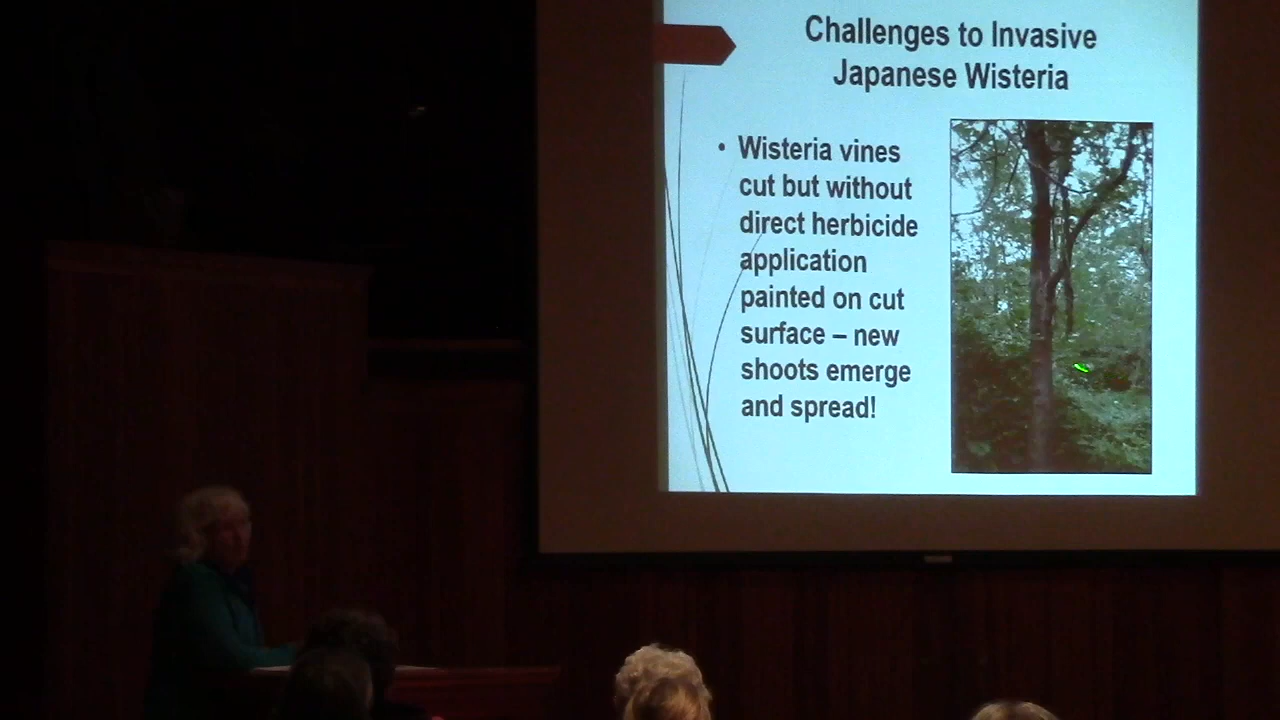 Challenges to Invasive
Japanese Wisteria
• Wisteria vines
cut but without
direct herbicide
application
painted on cut
surface – new
shoots emerge
and spread!